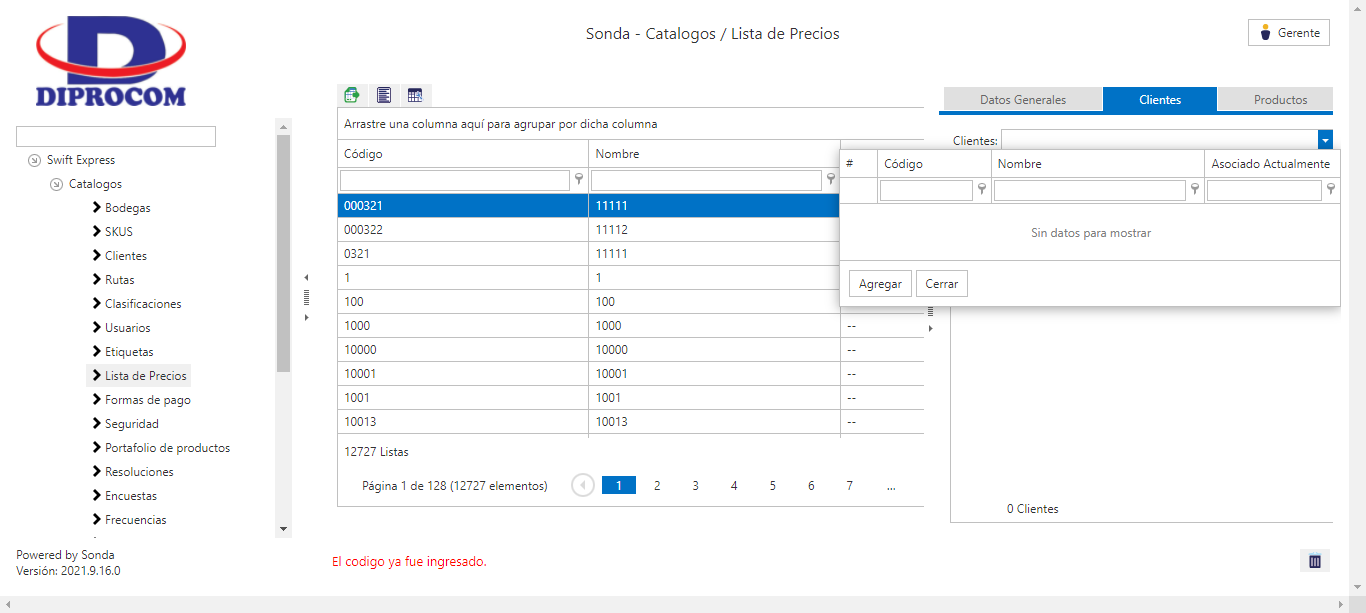 Sonda - Catalogos / Lista de Precios
Gerente
DIPROCOM
Swift Express
Catalogos
Bodegas
SKUS
Clientes
Rutas
Clasificaciones
Usuarios
Etiquetas
Lista de Precios
Formas de pago
Seguridad
Portafolio de productos
Resoluciones
Encuestas
Frecuencias
Powered by Sonda
Versión: 2021.9.16.0
Arrastre una columna aquí para agrupar por dicha columna
Código Nombre
000321 11111
000322 11112
0321 11111
1 1
100 100
1000 1000 --
10000 10000 --
10001 10001 --
1001 1001 --
10013 10013 --
12727 Listas
Página 1 de 128 (12727 elementos) 1 2 3 4 5 6 7 ...
El codigo ya fue ingresado.
Datos Generales Clientes Productos
Clientes:
# Código Nombre Asociado Actualmente
Sin datos para mostrar
Agregar Cerrar
0 Clientes